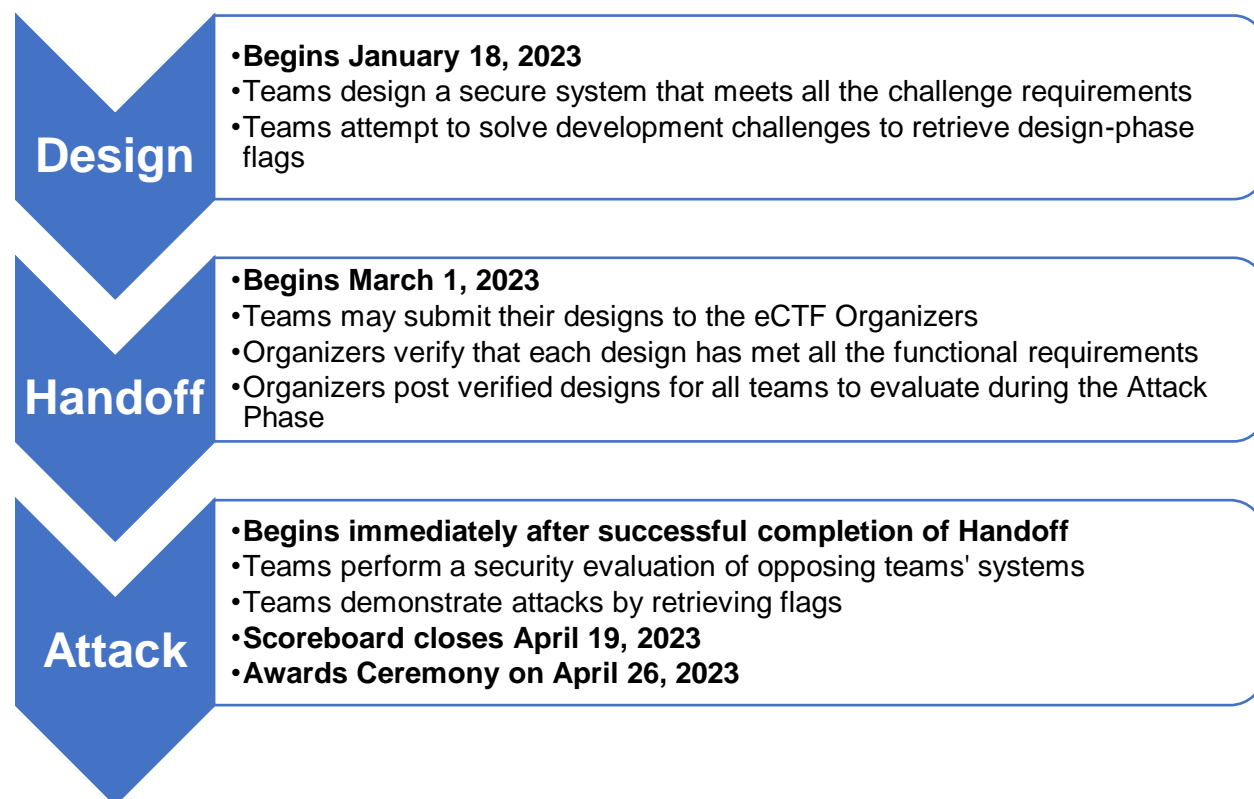 Design
•Begins January 18, 2023
•Teams design a secure system that meets all the challenge requirements
•Teams attempt to solve development challenges to retrieve design-phase
flags
Handoff
•Begins March 1, 2023
•Teams may submit their designs to the eCTF Organizers
•Organizers verify that each design has met all the functional requirements
•Organizers post verified designs for all teams to evaluate during the Attack
Phase
Attack
•Begins immediately after successful completion of Handoff
•Teams perform a security evaluation of opposing teams' systems
•Teams demonstrate attacks by retrieving flags
•Scoreboard closes April 19, 2023
•Awards Ceremony on April 26, 2023